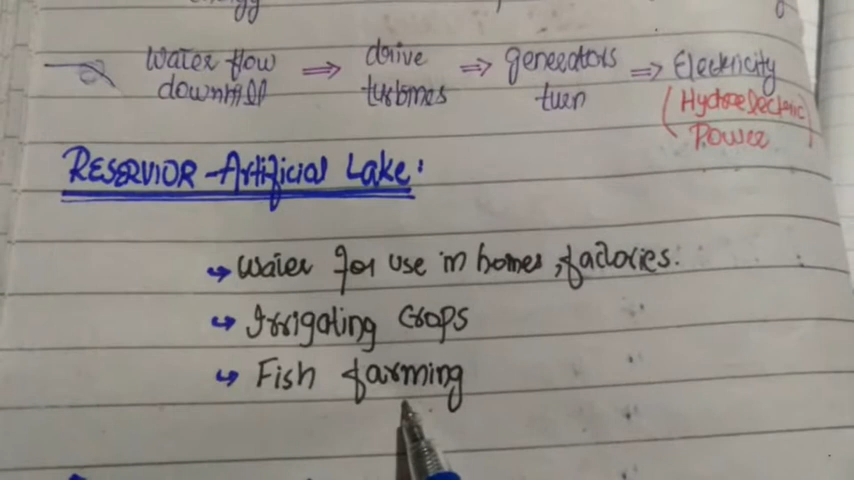 Water flow downhill ⇒ drive turbines ⇒ generators turn ⇒ Electricity
(Hydroelectric Power)
RESERVIOR - Artificial Lake:
↳ Water for use in homes, factories.
↳ Irrigating crops
↳ Fish farming